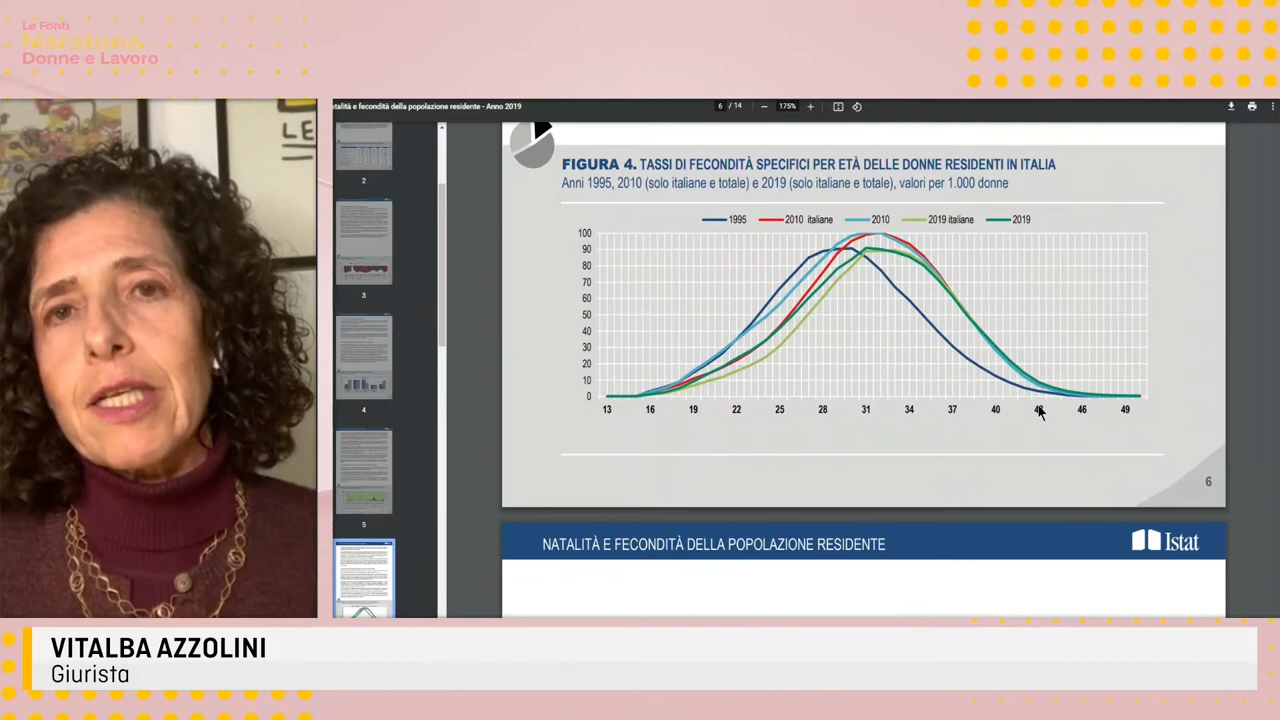 Le Fonti
Maratona
Donne e Lavoro
LE
talità e fecondità della popolazione residente - Anno 2019
6 / 14
175%
2
3
4
5
FIGURA 4. TASSI DI FECONDITÀ SPECIFICI PER ETÀ DELLE DONNE RESIDENTI IN ITALIA
Anni 1995, 2010 (solo italiane e totale) e 2019 (solo italiane e totale), valori per 1.000 donne
1995 2010 italiane 2010 2019 italiane 2019
100
90
80
70
60
50
40
30
20
10
0
13 16 19 22 25 28 31 34 37 40 46 49
6
NATALITÀ E FECONDITÀ DELLA POPOLAZIONE RESIDENTE
Istat
VITALBA AZZOLINI
Giurista